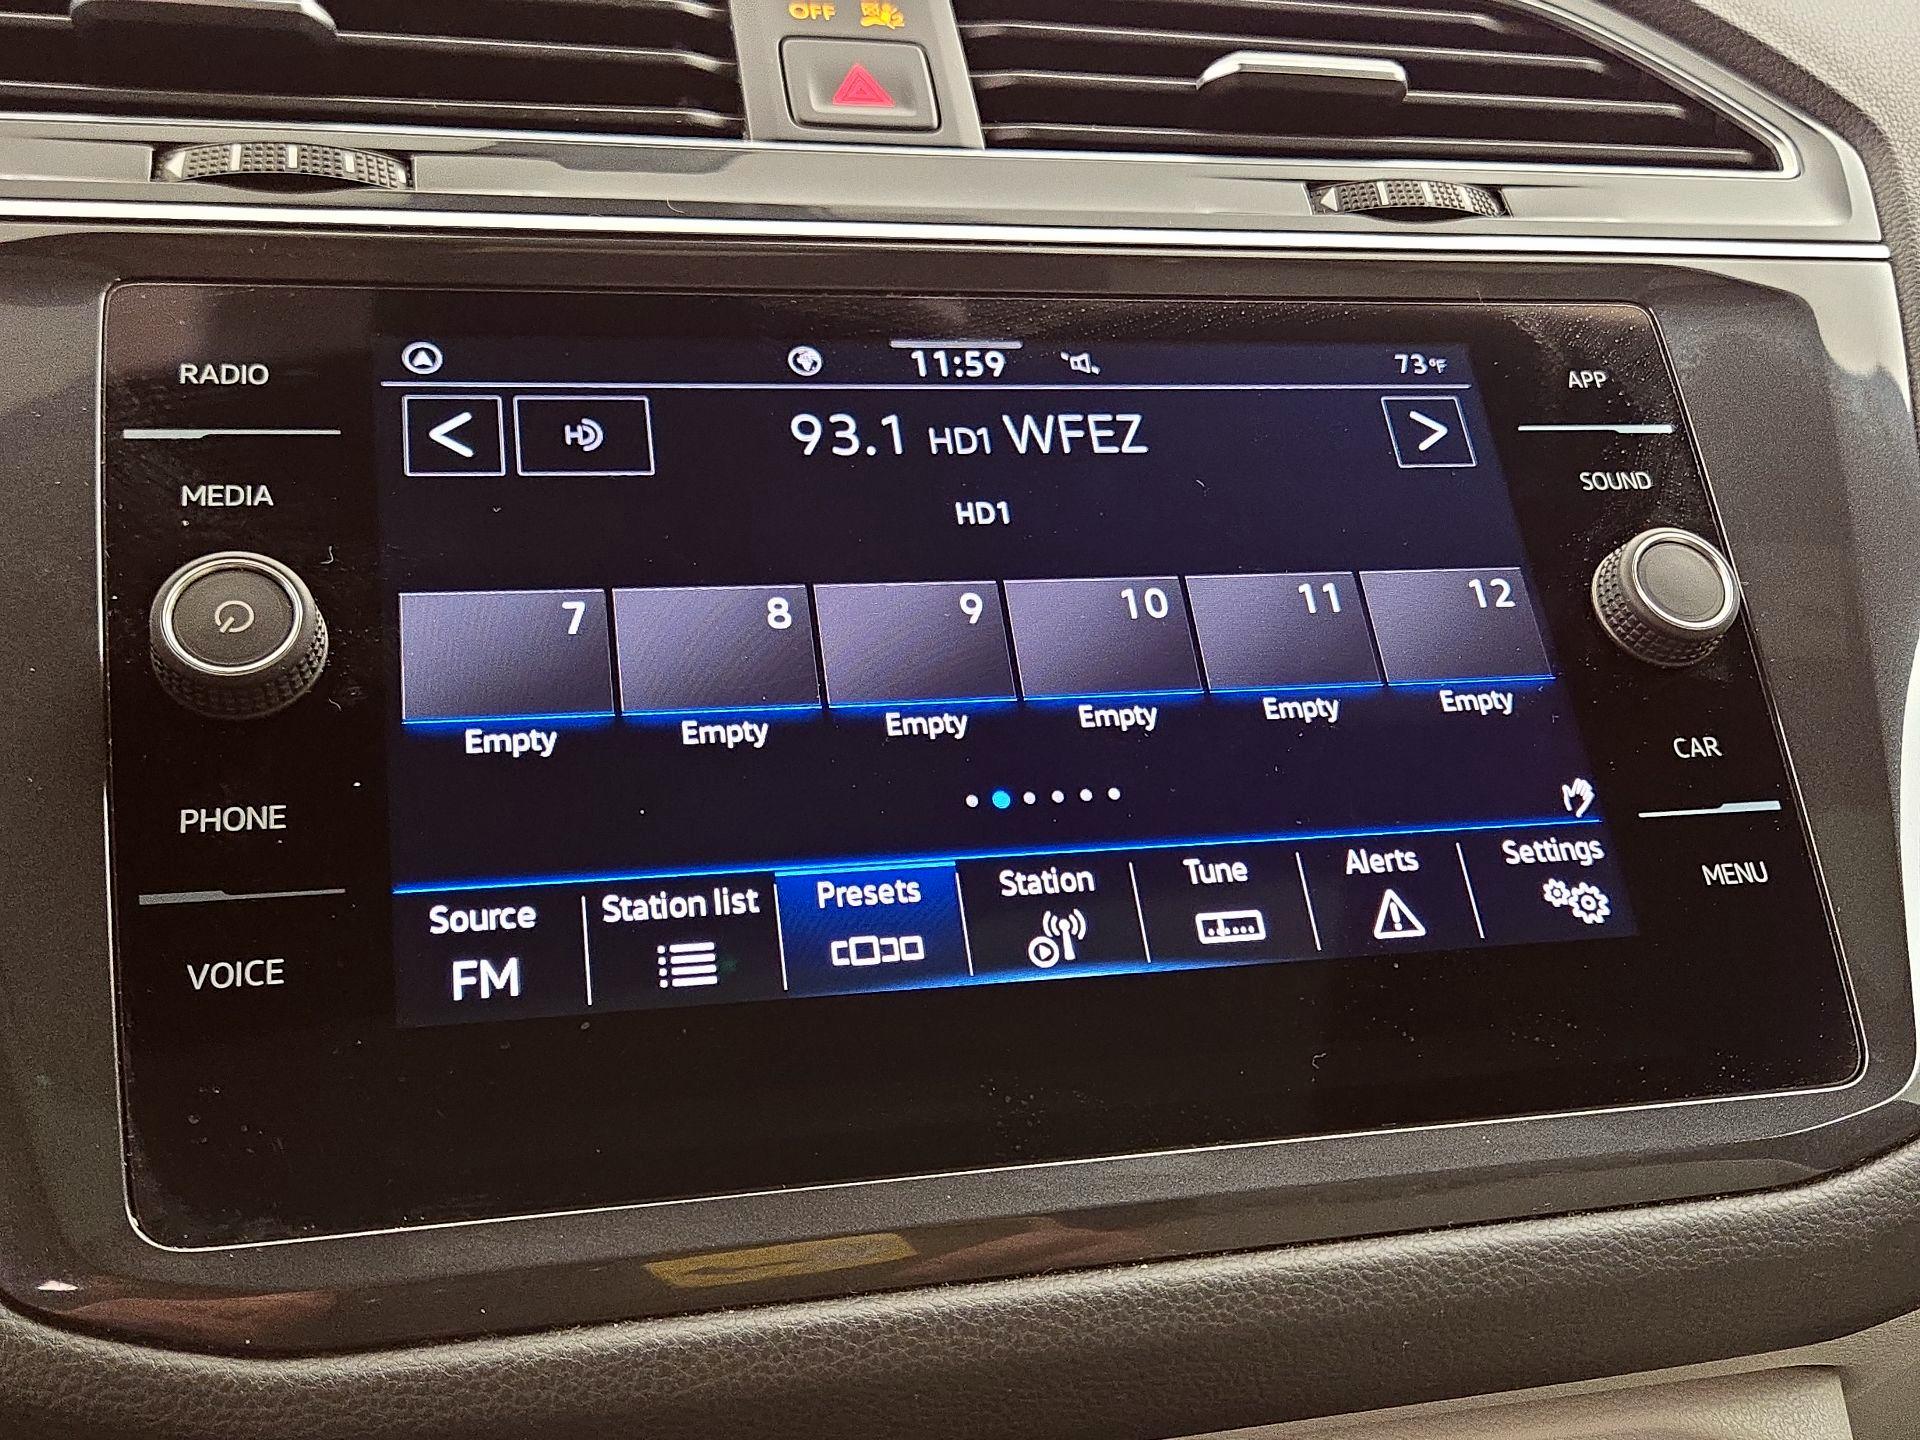 OFF
RADIO
MEDIA
PHONE
VOICE
11:59
73°F
HD
93.1 HD1 WFEZ
HD1
7 8 9 10 11 12
Empty Empty Empty Empty Empty Empty
Source Station list Presets Station Tune Alerts Settings
FM
APP
SOUND
CAR
MENU